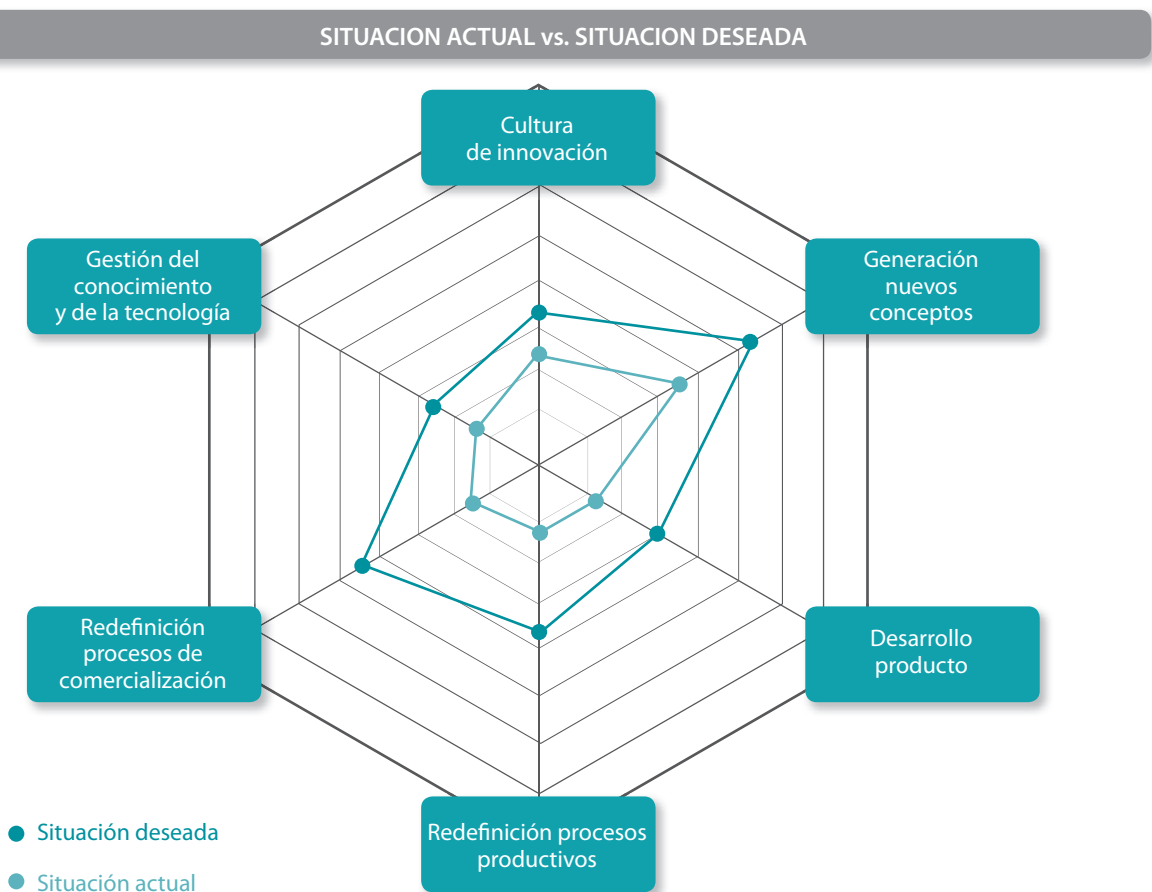 SITUACION ACTUAL vs. SITUACION DESEADA
Cultura
de innovación
Gestión del
conocimiento
y de la tecnología
Generación
nuevos
conceptos
Redefinición
procesos de
comercialización
Desarrollo
producto
Redefinición procesos
productivos
Situación deseada
Situación actual